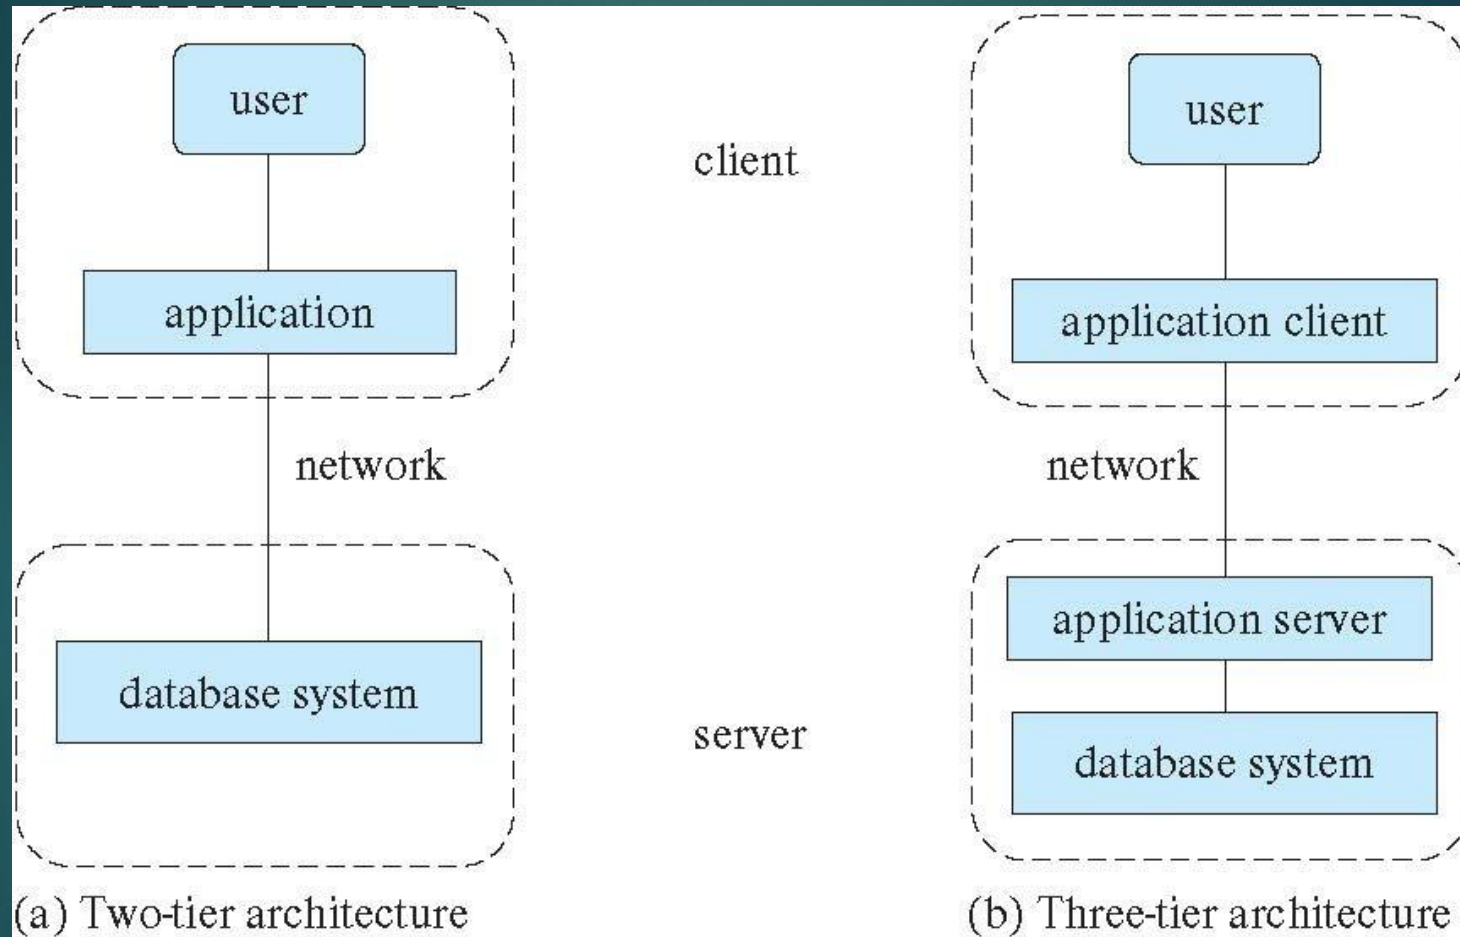 user
application
network
database system
(a) Two-tier architecture
client
server
user
application client
network
application server
database system
(b) Three-tier architecture